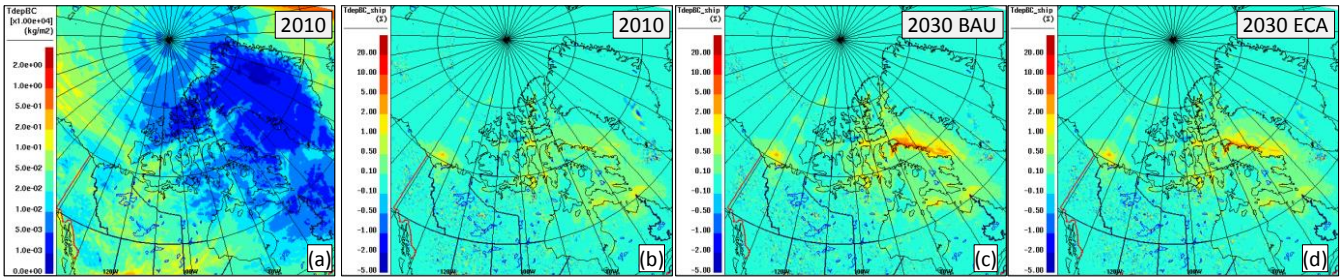 TdepBC
[x1.00e+04]
(kg/m2)
2010
2.0e+00
1.0e+00
5.0e-01
2.0e-01
1.0e-01
5.0e-02
2.0e-02
1.0e-02
5.0e-03
1.0e-03
0.0e+00
120W
90W
(a)
TdepBC_ship
(%)
2010
20.00
10.00
5.00
2.00
1.00
0.50
0.10
-0.10
-0.50
-1.00
-2.00
-5.00
120W
(b)
TdepBC_ship
(%)
2030 BAU
20.00
10.00
5.00
2.00
1.00
0.50
0.10
-0.10
-0.50
-1.00
-2.00
-5.00
120W
(c)
TdepBC_ship
(%)
2030 ECA
20.00
10.00
5.00
2.00
1.00
0.50
0.10
-0.10
-0.50
-1.00
-2.00
-5.00
120W
(d)